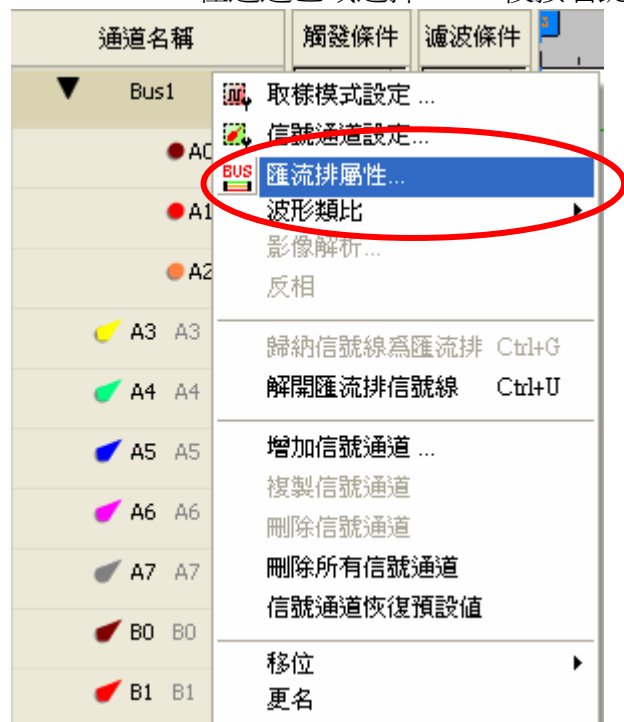 通道名稱 觸發條件 濾波條件
Bus1
取樣模式設定 ...
信號通道設定...
A0
BUS 匯流排屬性...
A1
波形類比
影像解析...
A2
反相
A3 A3
歸納信號線爲匯流排 Ctrl+G
A4 A4
解開匯流排信號線 Ctrl+U
A5 A5
增加信號通道 ...
複製信號通道
A6 A6
刪除信號通道
A7 A7
刪除所有信號通道
信號通道恢復預設值
B0 B0
移位
B1 B1
更名